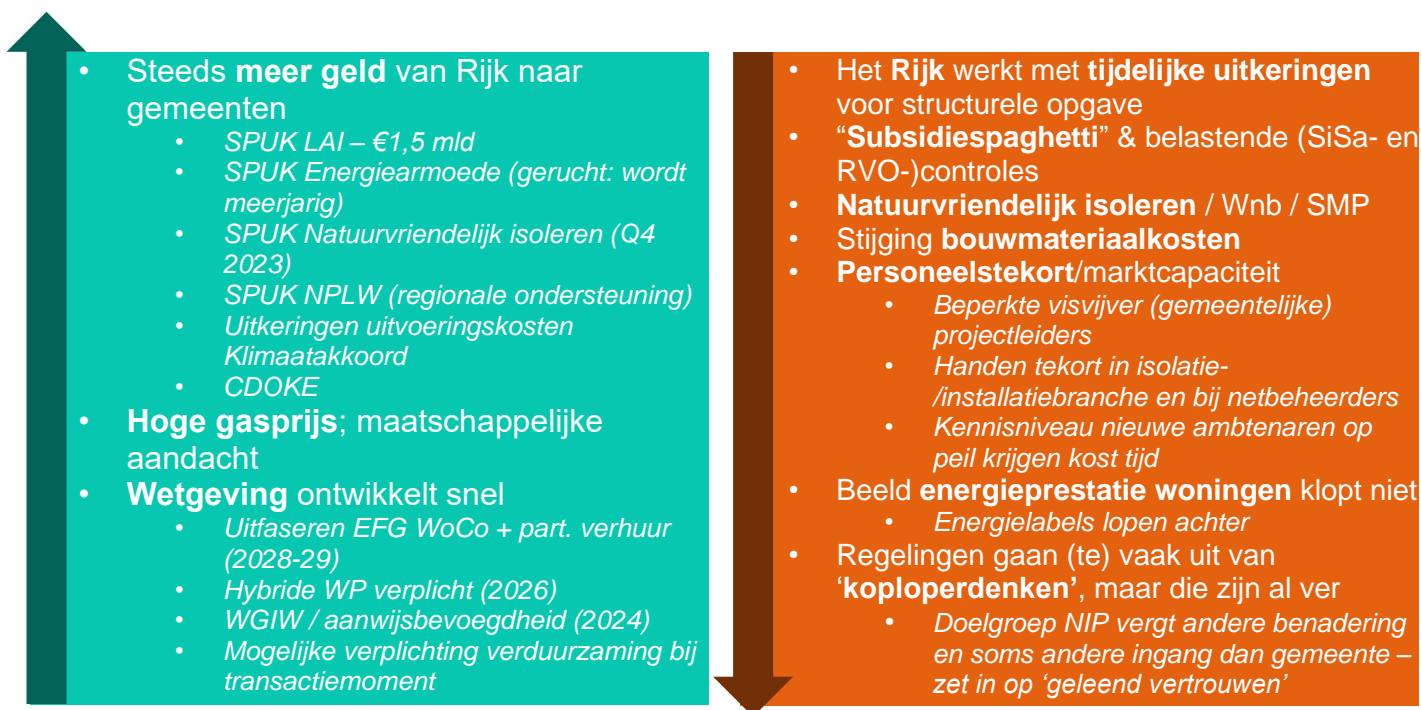 • Steeds meer geld van Rijk naar
gemeenten
• SPUK LAI – €1,5 mld
• SPUK Energiearmoede (gerucht: wordt
meerjarig)
• SPUK Natuurvriendelijk isoleren (Q4
2023)
• SPUK NPLW (regionale ondersteuning)
• Uitkeringen uitvoeringskosten
Klimaatakkoord
• CDOKE
• Hoge gasprijs; maatschappelijke
aandacht
• Wetgeving ontwikkelt snel
• Uitfaseren EFG WoCo + part. verhuur
(2028-29)
• Hybride WP verplicht (2026)
• WGIW / aanwijsbevoegdheid (2024)
• Mogelijke verplichting verduurzaming bij
transactiemoment
• Het Rijk werkt met tijdelijke uitkeringen
voor structurele opgave
• “Subsidiespaghetti” & belastende (SiSa- en
RVO-)controles
• Natuurvriendelijk isoleren / Wnb / SMP
• Stijging bouwmateriaalkosten
• Personeelstekort/marktcapaciteit
• Beperkte visvijver (gemeentelijke)
projectleiders
• Handen tekort in isolatie-
/installatiebranche en bij netbeheerders
• Kennisniveau nieuwe ambtenaren op
peil krijgen kost tijd
• Beeld energieprestatie woningen klopt niet
• Energielabels lopen achter
• Regelingen gaan (te) vaak uit van
‘koploperdenken’, maar die zijn al ver
• Doelgroep NIP vergt andere benadering
en soms andere ingang dan gemeente –
zet in op ‘geleend vertrouwen’